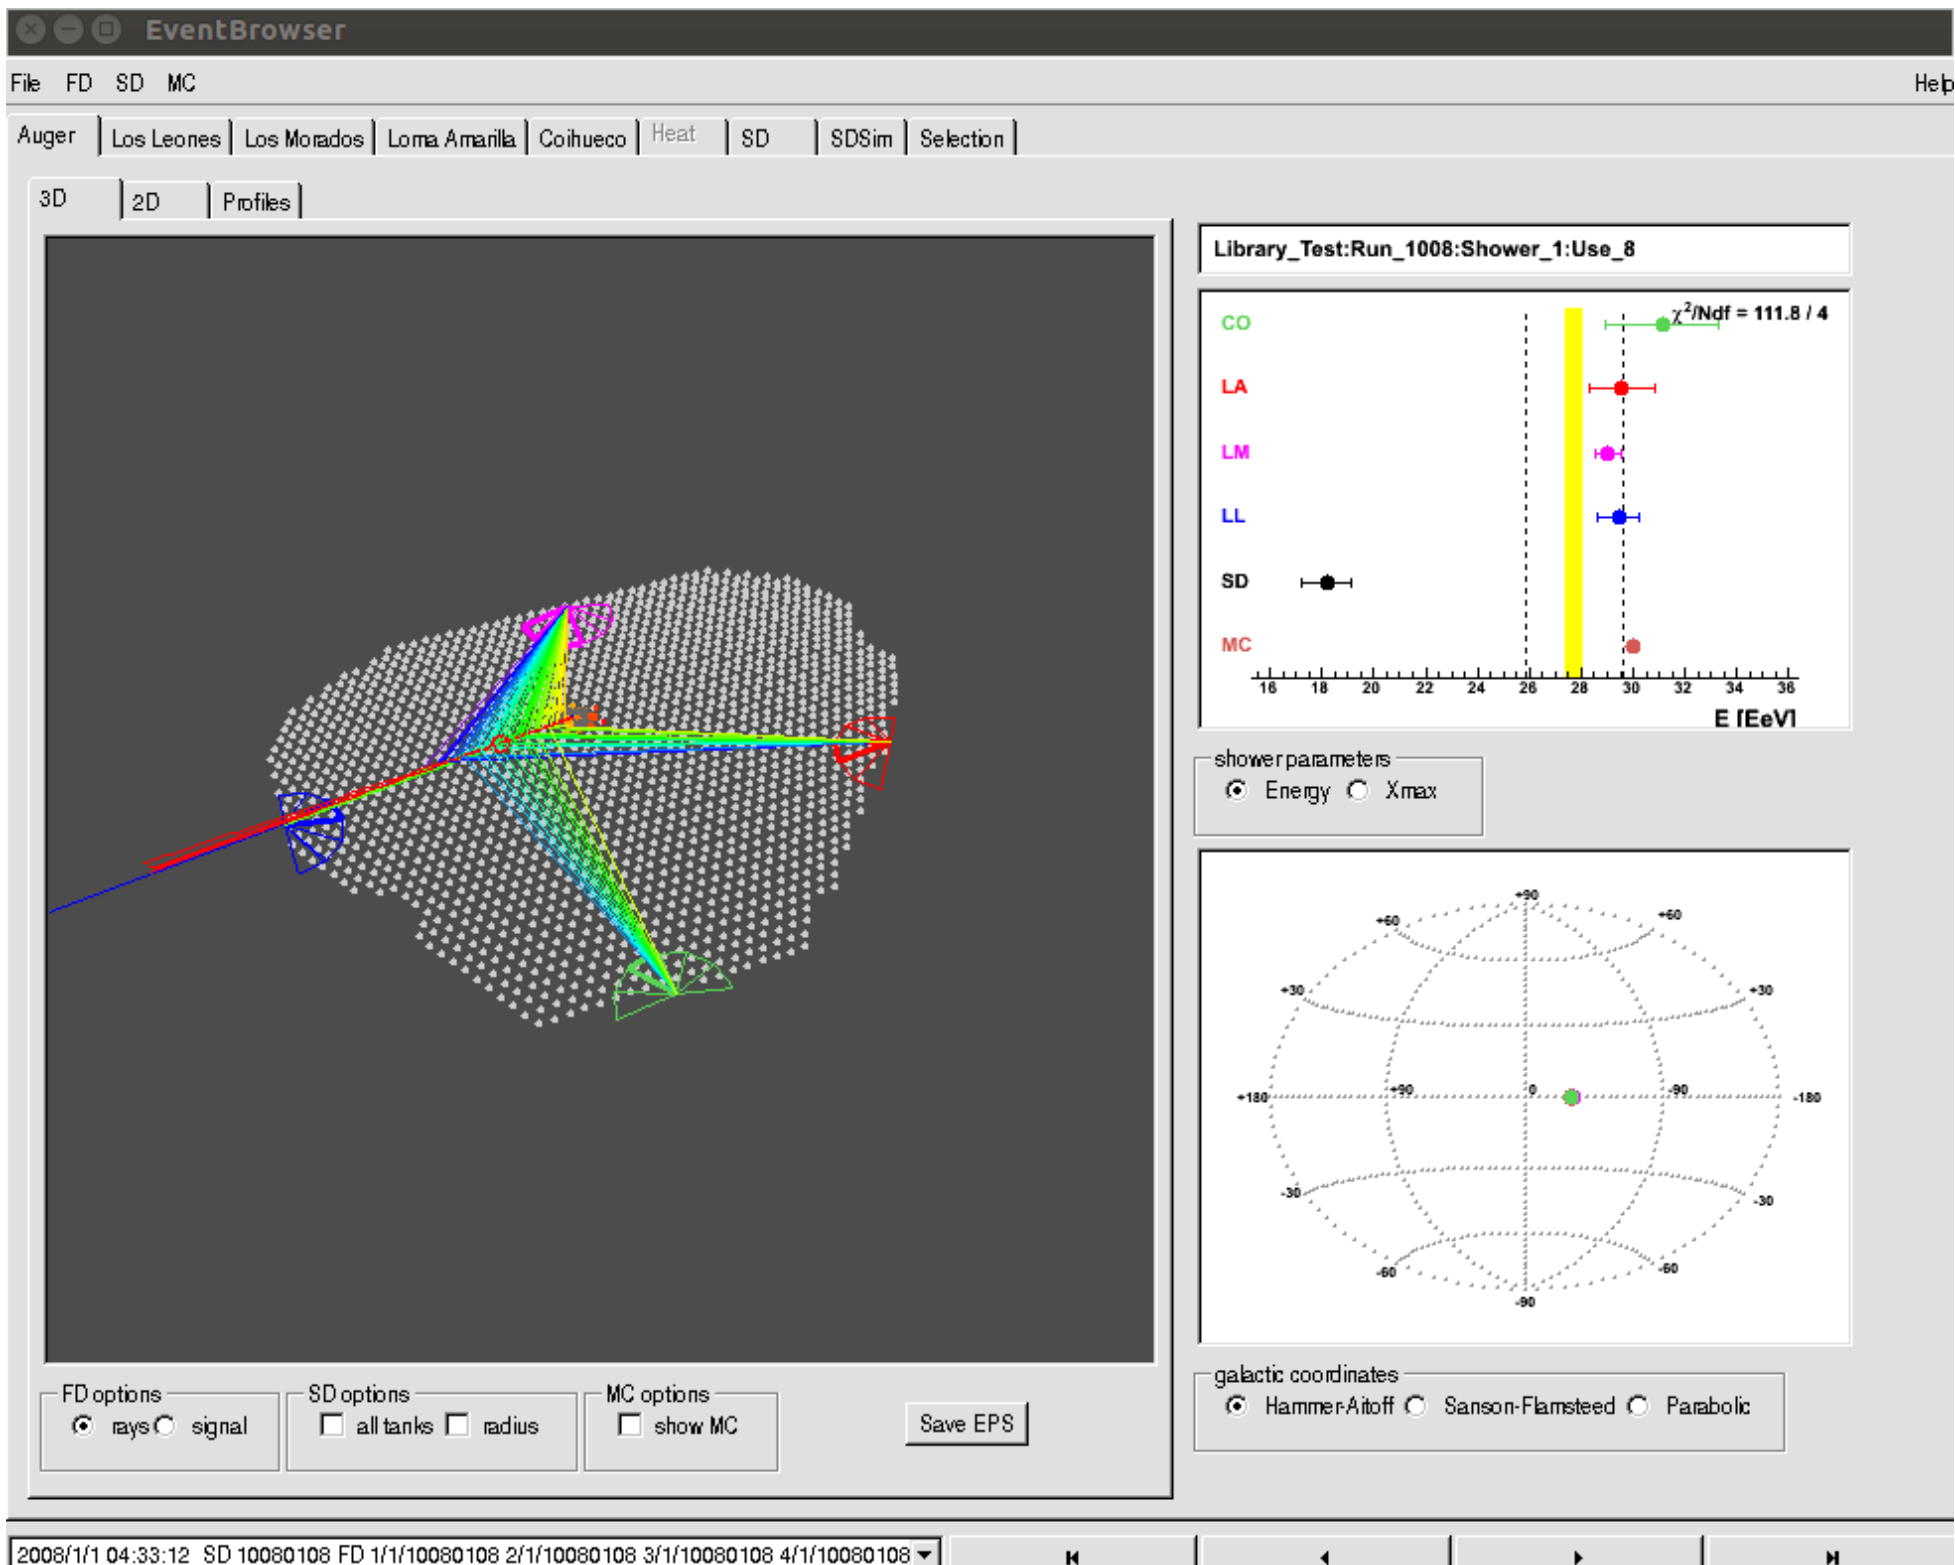 EventBrowser
File FD SD MC Help
Auger Los Leones Los Morados Loma Amarilla Coihueco Heat SD SDSim Selection
3D 2D Profiles
Library_Test:Run_1008:Shower_1:Use_8
χ²/Ndf = 111.8 / 4
CO
LA
LM
LL
SD
MC
16 18 20 22 24 26 28 30 32 34 36
E [EeV]
shower parameters
Energy Xmax
+90
+60 +60
+30 +30
+180 +90 0 -90 -180
-30 -30
-60 -60
-90
FD options SD options MC options
rays signal all tanks radius show MC Save EPS
galactic coordinates
Hammer-Aitoff Sanson-Flamsteed Parabolic
2008/1/1 04:33:12 SD 10080108 FD 1/1/10080108 2/1/10080108 3/1/10080108 4/1/10080108